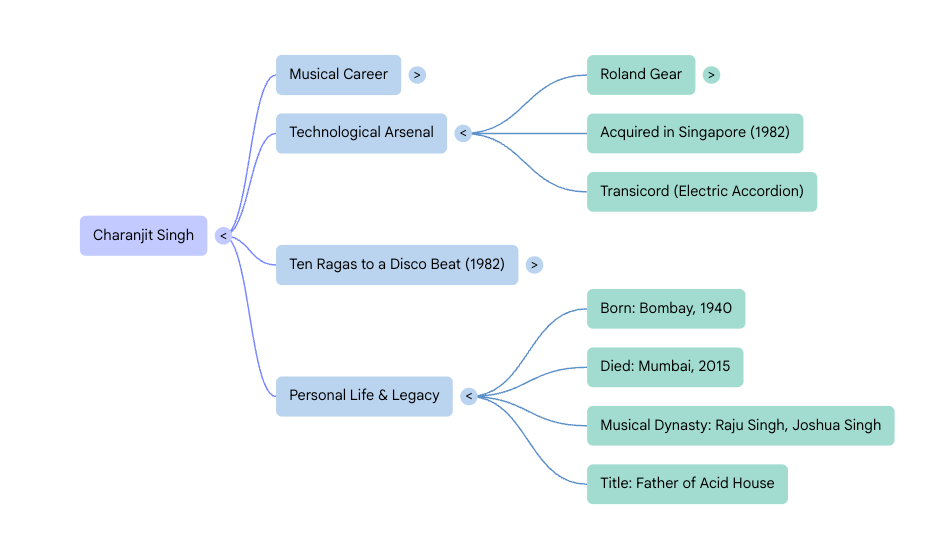 Charanjit Singh
<
Musical Career
>
Technological Arsenal
<
Roland Gear
>
Acquired in Singapore (1982)
Transicord (Electric Accordion)
Ten Ragas to a Disco Beat (1982)
>
Personal Life & Legacy
<
Born: Bombay, 1940
Died: Mumbai, 2015
Musical Dynasty: Raju Singh, Joshua Singh
Title: Father of Acid House